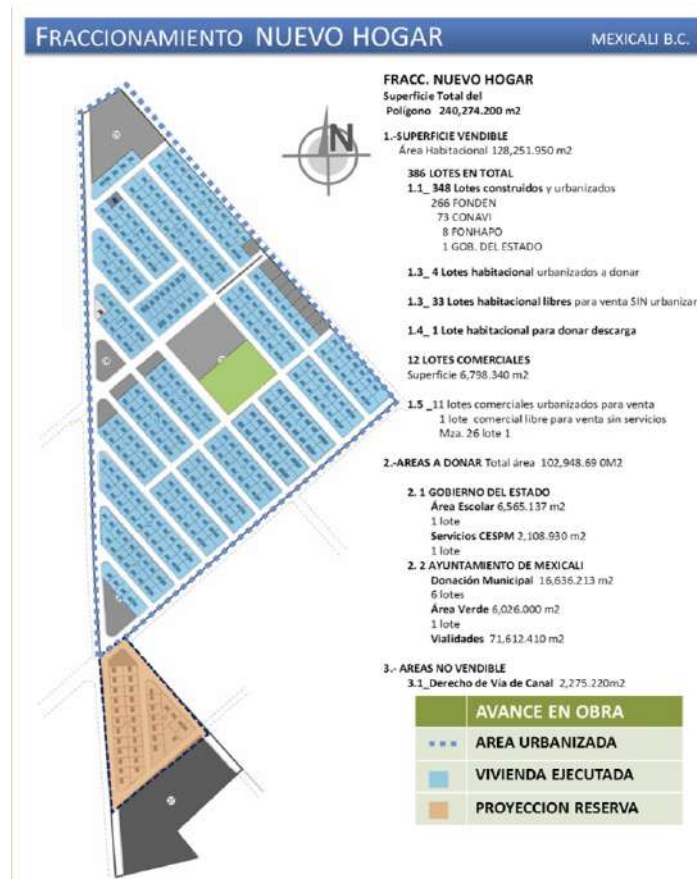 FRACCIONAMIENTO NUEVO HOGAR
MEXICALI B.C.
N
FRACC. NUEVO HOGAR
Superficie Total del
Polígono 240,274.200 m2
1.-SUPERFICIE VENDIBLE
Área Habitacional 128,251.950 m2
386 LOTES EN TOTAL
1.1_ 348 Lotes construidos y urbanizados
266 FONDEN
73 CONAVI
8 FONHAPO
1 GOB. DEL ESTADO
1.3_ 4 Lotes habitacional urbanizados a donar
1.3_ 33 Lotes habitacional libres para venta SIN urbanizar
1.4_ 1 Lote habitacional para donar descarga
12 LOTES COMERCIALES
Superficie 6,798.340 m2
1.5 _11 lotes comerciales urbanizados para venta
1 lote comercial libre para venta sin servicios
Mza. 26 lote 1
2.-AREAS A DONAR Total área 102,948.69 0M2
2. 1 GOBIERNO DEL ESTADO
Área Escolar 6,565.137 m2
1 lote
Servicios CESPM 2,108.930 m2
1 lote
2. 2 AYUNTAMIENTO DE MEXICALI
Donación Municipal 16,636.213 m2
6 lotes
Área Verde 6,026.000 m2
1 lote
Vialidades 71,612.410 m2
3.- AREAS NO VENDIBLE
3.1_Derecho de Vía de Canal 2,275.220m2
AVANCE EN OBRA
AREA URBANIZADA
VIVIENDA EJECUTADA
PROYECCION RESERVA